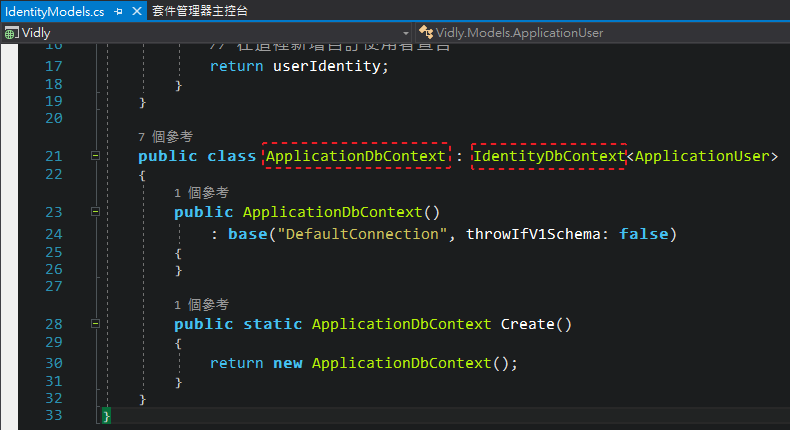 IdentityModels.cs 套件管理器主控台
Vidly Vidly.Models.ApplicationUser
16 // 在這裡新增自訂使用者宣告
17 return userIdentity;
18 }
19 }
20
7 個參考
21 public class ApplicationDbContext : IdentityDbContext<ApplicationUser>
22 {
1 個參考
23 public ApplicationDbContext()
24 : base("DefaultConnection", throwIfV1Schema: false)
25 {
26 }
27
1 個參考
28 public static ApplicationDbContext Create()
29 {
30 return new ApplicationDbContext();
31 }
32 }
33 }